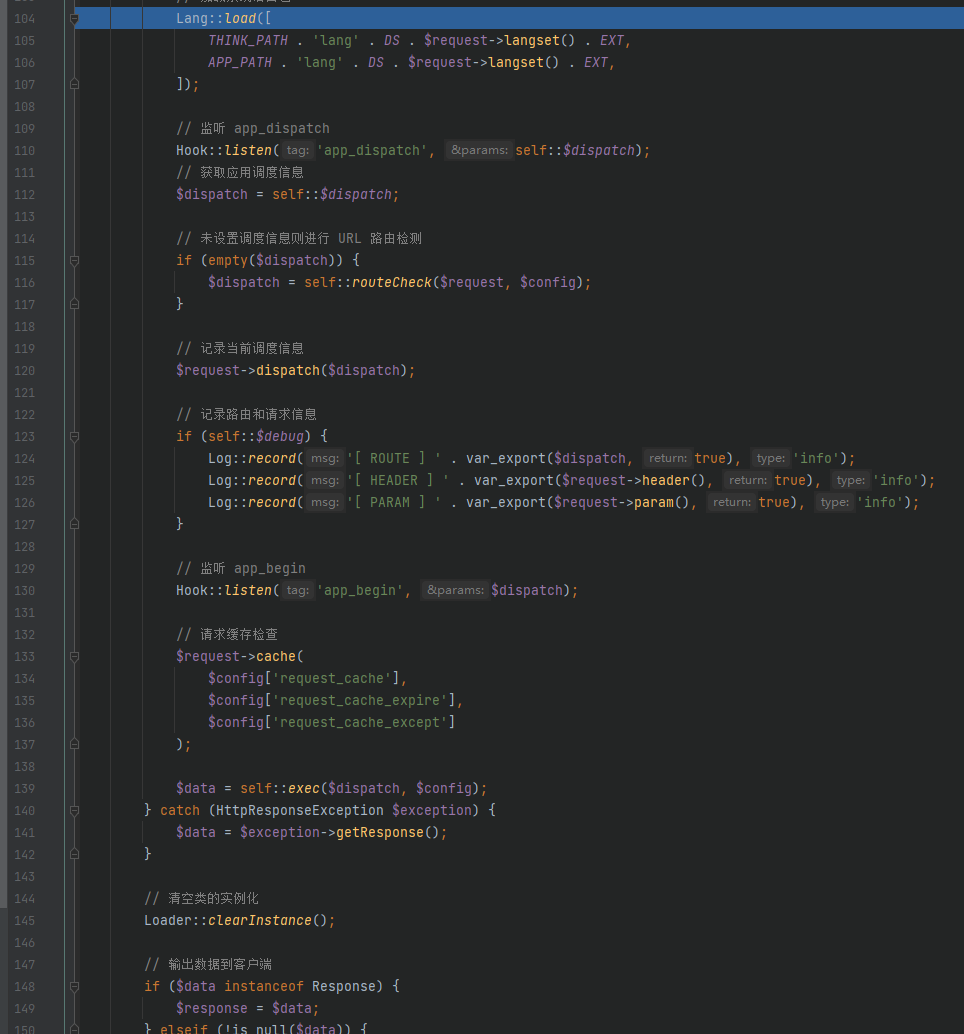 104 Lang::load([
105 THINK_PATH . 'lang' . DS . $request->langset() . EXT,
106 APP_PATH . 'lang' . DS . $request->langset() . EXT,
107 ]);
108
109 // 监听 app_dispatch
110 Hook::listen( tag: 'app_dispatch', &params: self::$dispatch);
111 // 获取应用调度信息
112 $dispatch = self::$dispatch;
113
114 // 未设置调度信息则进行 URL 路由检测
115 if (empty($dispatch)) {
116 $dispatch = self::routeCheck($request, $config);
117 }
118
119 // 记录当前调度信息
120 $request->dispatch($dispatch);
121
122 // 记录路由和请求信息
123 if (self::$debug) {
124 Log::record( msg: '[ ROUTE ] ' . var_export($dispatch, return: true), type: 'info');
125 Log::record( msg: '[ HEADER ] ' . var_export($request->header(), return: true), type: 'info');
126 Log::record( msg: '[ PARAM ] ' . var_export($request->param(), return: true), type: 'info');
127 }
128
129 // 监听 app_begin
130 Hook::listen( tag: 'app_begin', &params: $dispatch);
131
132 // 请求缓存检查
133 $request->cache(
134 $config['request_cache'],
135 $config['request_cache_expire'],
136 $config['request_cache_except']
137 );
138
139 $data = self::exec($dispatch, $config);
140 } catch (HttpResponseException $exception) {
141 $data = $exception->getResponse();
142 }
143
144 // 清空类的实例化
145 Loader::clearInstance();
146
147 // 输出数据到客户端
148 if ($data instanceof Response) {
149 $response = $data;
150 } elseif (!is_null($data)) {